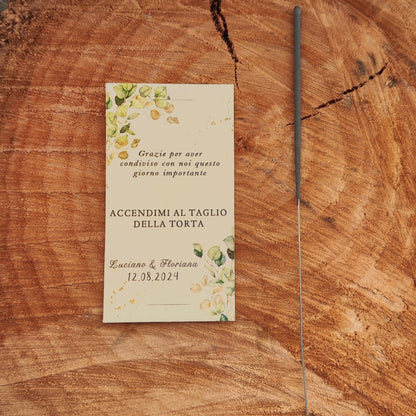 Grazie per aver
condiviso con noi questo
giorno importante
ACCENDIMI AL TAGLIO
DELLA TORTA
Luciano & Floriana
12.08.2024